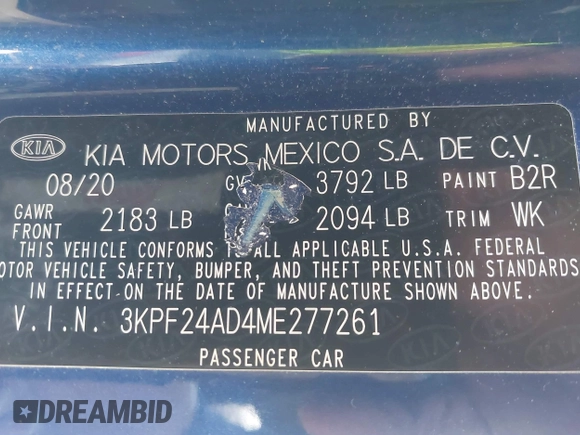 MANUFACTURED BY
KIA KIA MOTORS MEXICO S.A. DE C.V.
08/20 GV 3792 LB PAINT B2R
GAWR FRONT 2183 LB 2094 LB TRIM WK
THIS VEHICLE CONFORMS TO ALL APPLICABLE U.S.A. FEDERAL
OTOR VEHICLE SAFETY, BUMPER, AND THEFT PREVENTION STANDARDS
IN EFFECT ON THE DATE OF MANUFACTURE SHOWN ABOVE.
V.I.N. 3KPF24AD4ME277261
PASSENGER CAR
DREAMBID